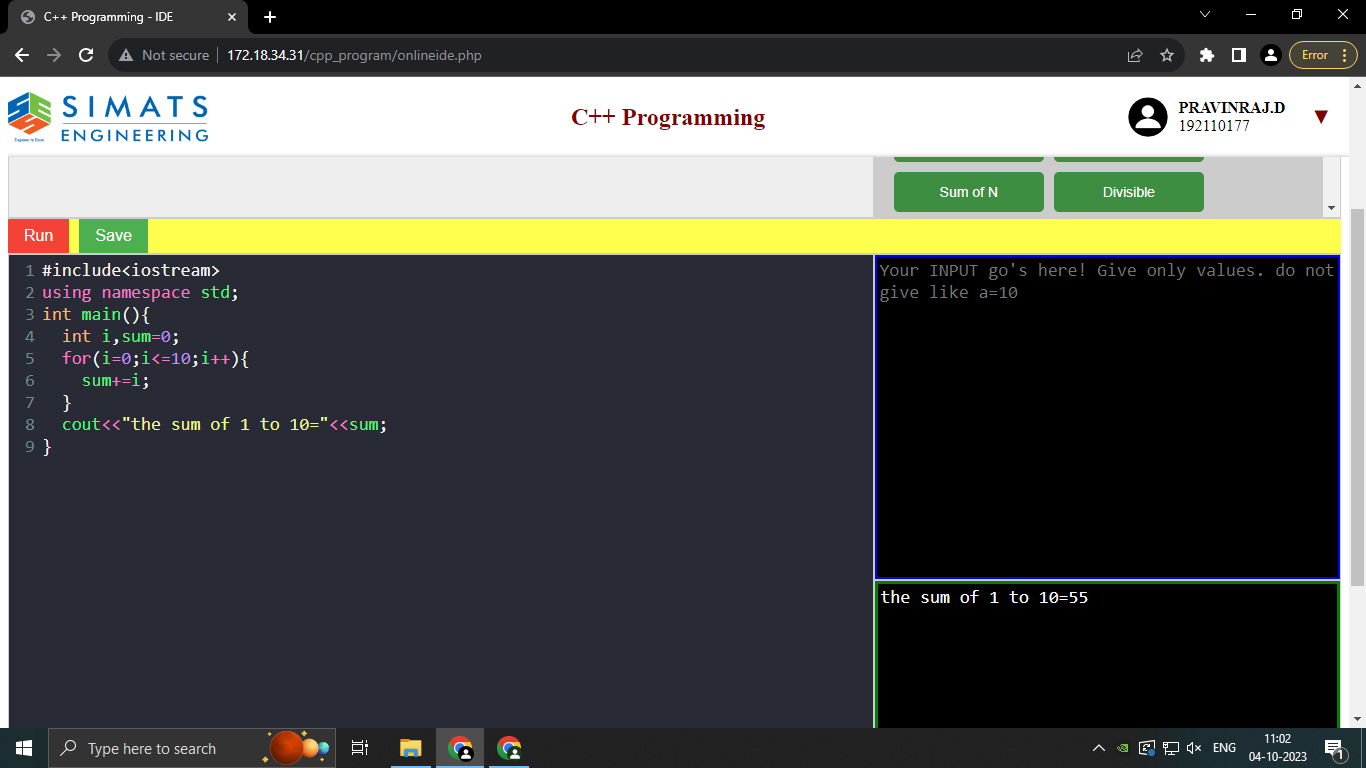 C++ Programming - IDE
Not secure 172.18.34.31/cpp_program/onlineide.php Error
SIMATS
ENGINEERING
Engineer to Excel
C++ Programming
PRAVINRAJ.D
192110177
Sum of N Divisible
Run Save
1 #include<iostream>
2 using namespace std;
3 int main(){
4 int i,sum=0;
5 for(i=0;i<=10;i++){
6 sum+=i;
7 }
8 cout<<"the sum of 1 to 10="<<sum;
9 }
Your INPUT go's here! Give only values. do not
give like a=10
the sum of 1 to 10=55
Type here to search
ENG
11:02
04-10-2023
1